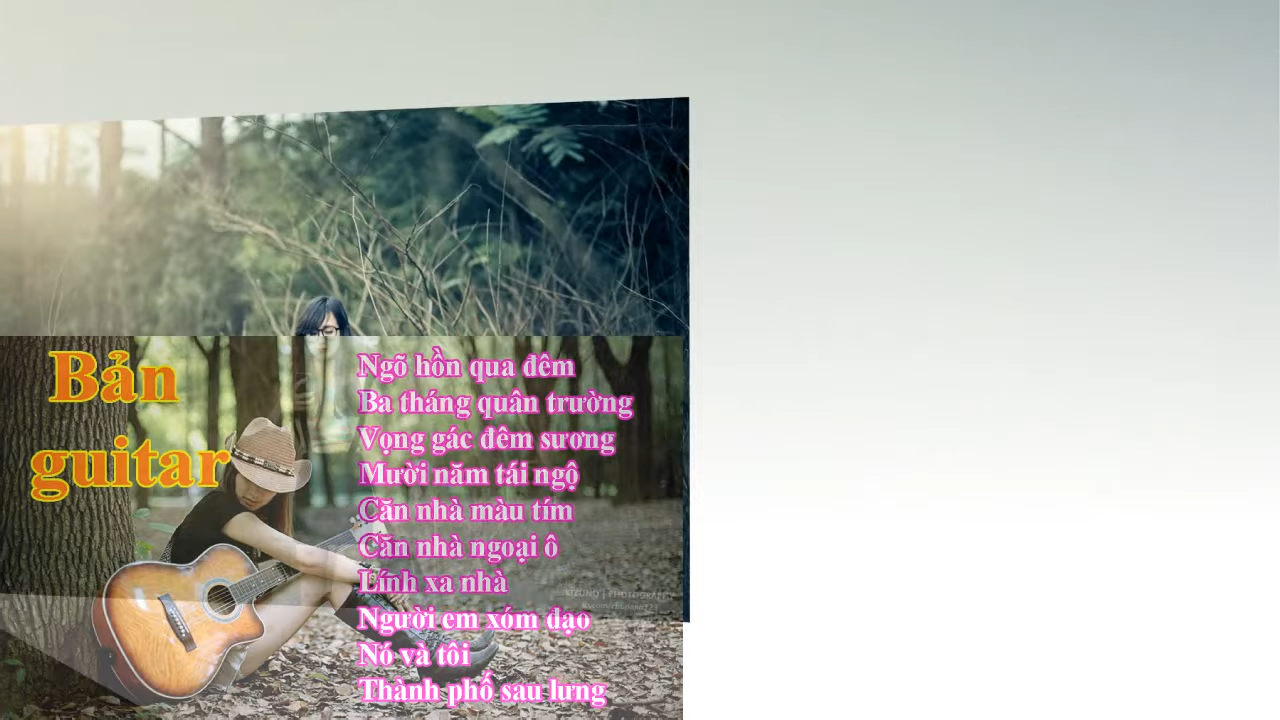 Bản
guitar
Ngõ hồn qua đêm
Ba tháng quân trường
Vọng gác đêm sương
Mười năm tái ngộ
Căn nhà màu tím
Căn nhà ngoại ô
Lính xa nhà
Người em xóm đạo
Nó và tôi
Thành phố sau lưng
| PHOTOGRAPHY